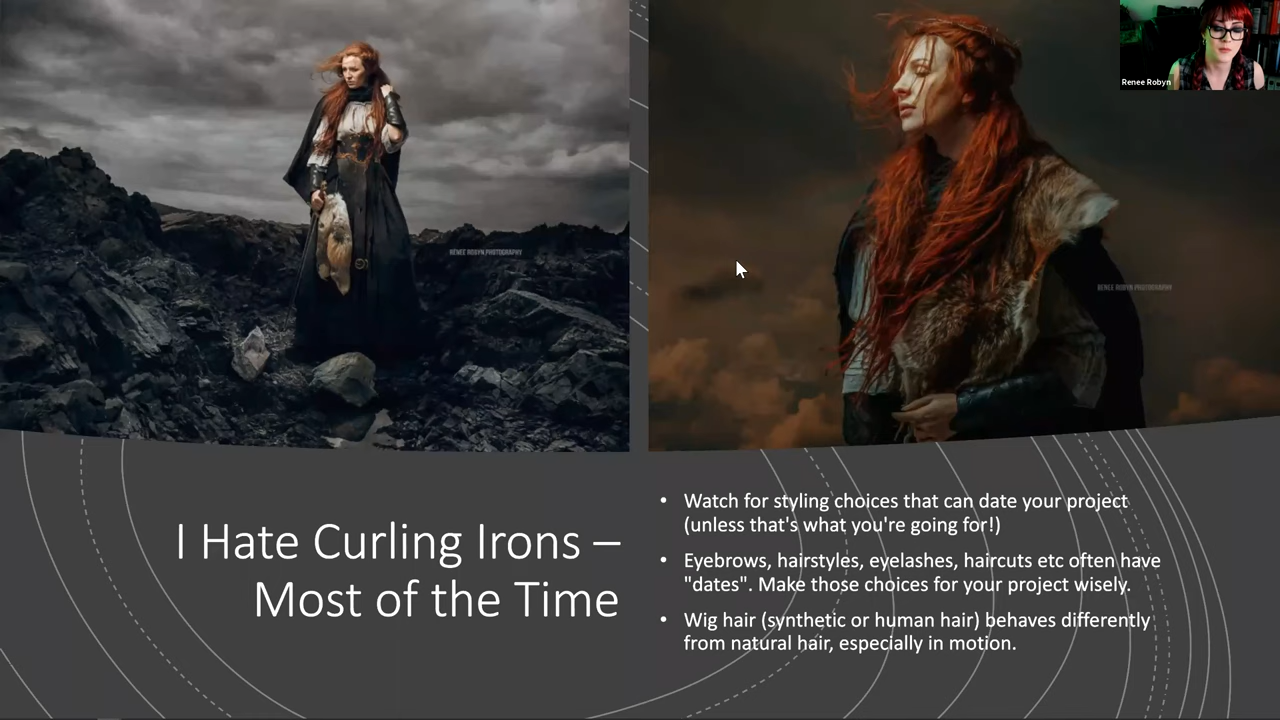 Renee Robyn
RENEE ROBYN PHOTOGRAPHY
RENEE ROBYN PHOTOGRAPHY
I Hate Curling Irons –
Most of the Time
• Watch for styling choices that can date your project
(unless that's what you're going for!)
• Eyebrows, hairstyles, eyelashes, haircuts etc often have
"dates". Make those choices for your project wisely.
• Wig hair (synthetic or human hair) behaves differently
from natural hair, especially in motion.